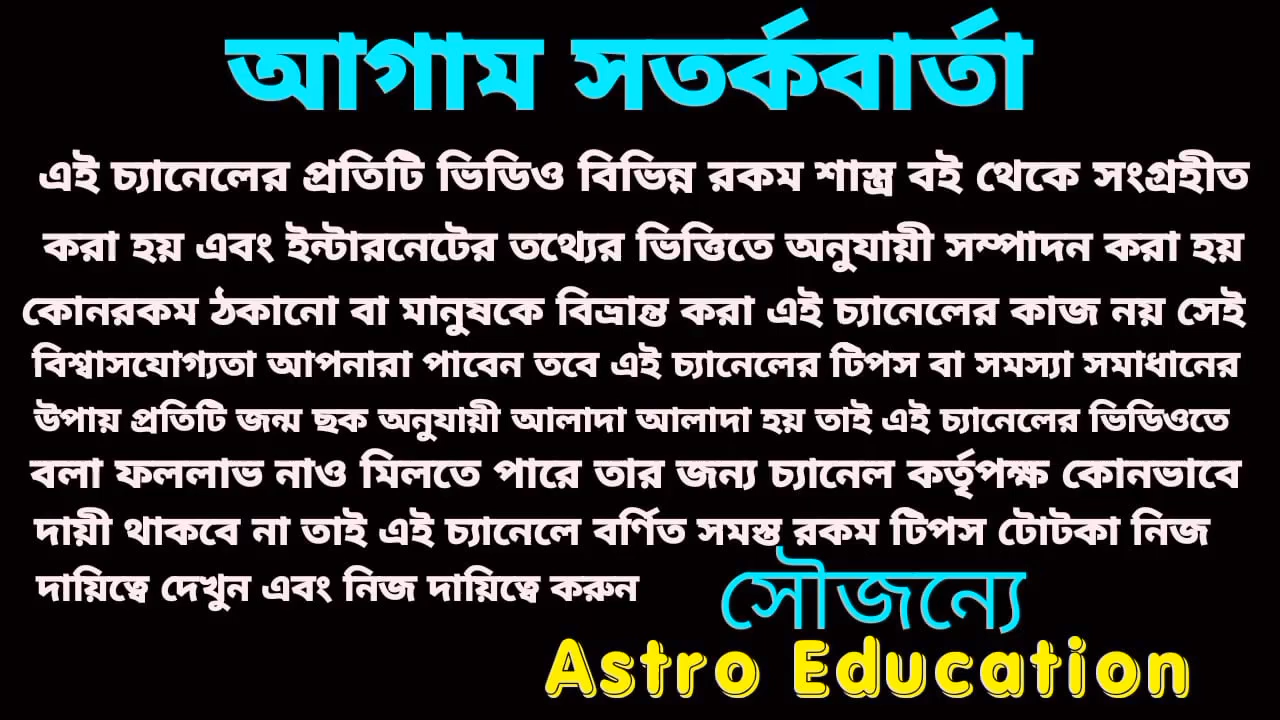 আগাম সতর্কবার্তা
এই চ্যানেলের প্রতিটি ভিডিও বিভিন্ন রকম শাস্ত্র বই থেকে সংগ্রহীত
করা হয় এবং ইন্টারনেটের তথ্যের ভিত্তিতে অনুযায়ী সম্পাদন করা হয়
কোনরকম ঠকানো বা মানুষকে বিভ্রান্ত করা এই চ্যানেলের কাজ নয় সেই
বিশ্বাসযোগ্যতা আপনারা পাবেন তবে এই চ্যানেলের টিপস বা সমস্যা সমাধানের
উপায় প্রতিটি জন্ম ছক অনুযায়ী আলাদা আলাদা হয় তাই এই চ্যানেলের ভিডিওতে
বলা ফললাভ নাও মিলতে পারে তার জন্য চ্যানেল কর্তৃপক্ষ কোনভাবে
দায়ী থাকবে না তাই এই চ্যানেলে বর্ণিত সমস্ত রকম টিপস টোটকা নিজ
দায়িত্বে দেখুন এবং নিজ দায়িত্বে করুন
সৌজন্যে
Astro Education